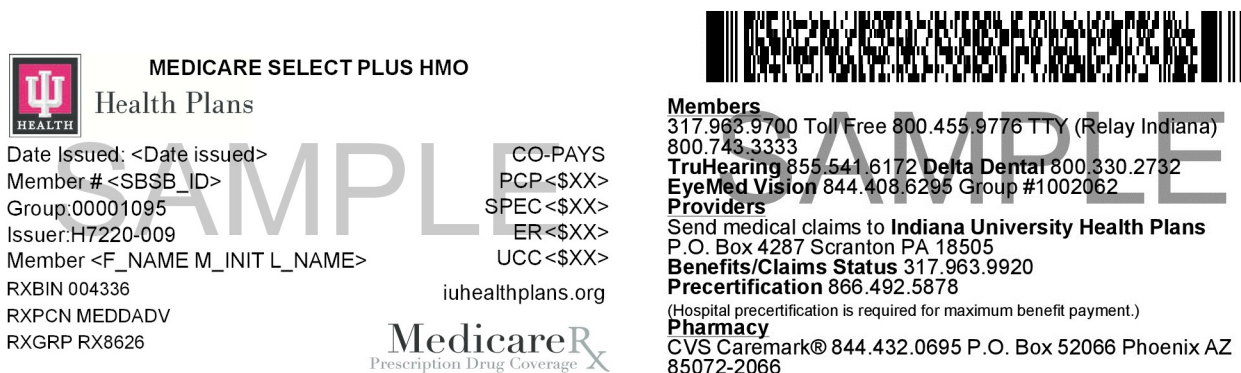 MEDICARE SELECT PLUS HMO
IU
HEALTH
Health Plans
SAMPLE
Date Issued: <Date issued>
Member # <SBSB_ID>
Group:00001095
Issuer:H7220-009
Member <F_NAME M_INIT L_NAME>
RXBIN 004336
RXPCN MEDDADV
RXGRP RX8626
CO-PAYS
PCP<$XX>
SPEC<$XX>
ER<$XX>
UCC<$XX>
iuhealthplans.org
MedicareRx
Prescription Drug Coverage
SAMPLE
Members
317.963.9700 Toll Free 800.455.9776 TTY (Relay Indiana)
800.743.3333
TruHearing 855.541.6172 Delta Dental 800.330.2732
EyeMed Vision 844.408.6295 Group #1002062
Providers
Send medical claims to Indiana University Health Plans
P.O. Box 4287 Scranton PA 18505
Benefits/Claims Status 317.963.9920
Precertification 866.492.5878
(Hospital precertification is required for maximum benefit payment.)
Pharmacy
CVS Caremark® 844.432.0695 P.O. Box 52066 Phoenix AZ
85072-2066